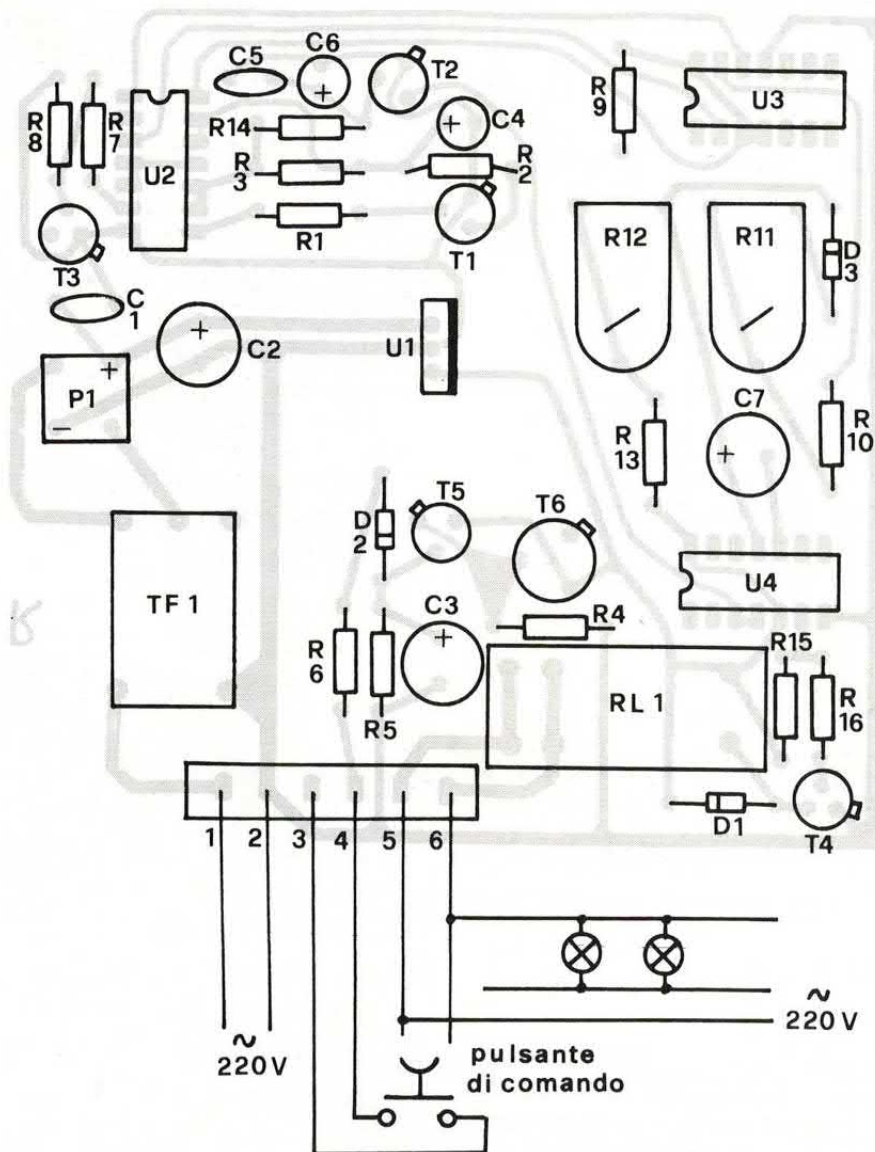 C5
C6
T2
R8
R7
U2
R14
C4
R3
R2
R1
T1
T3
R9
U3
R12
R11
D3
C1
C2
U1
P1
+
−
C7
R13
R10
TF 1
D2
T5
T6
U4
C3
R4
R6
R5
RL 1
R15
R16
D1
T4
1 2 3 4 5 6
~
220 V
~
220 V
pulsante
di comando